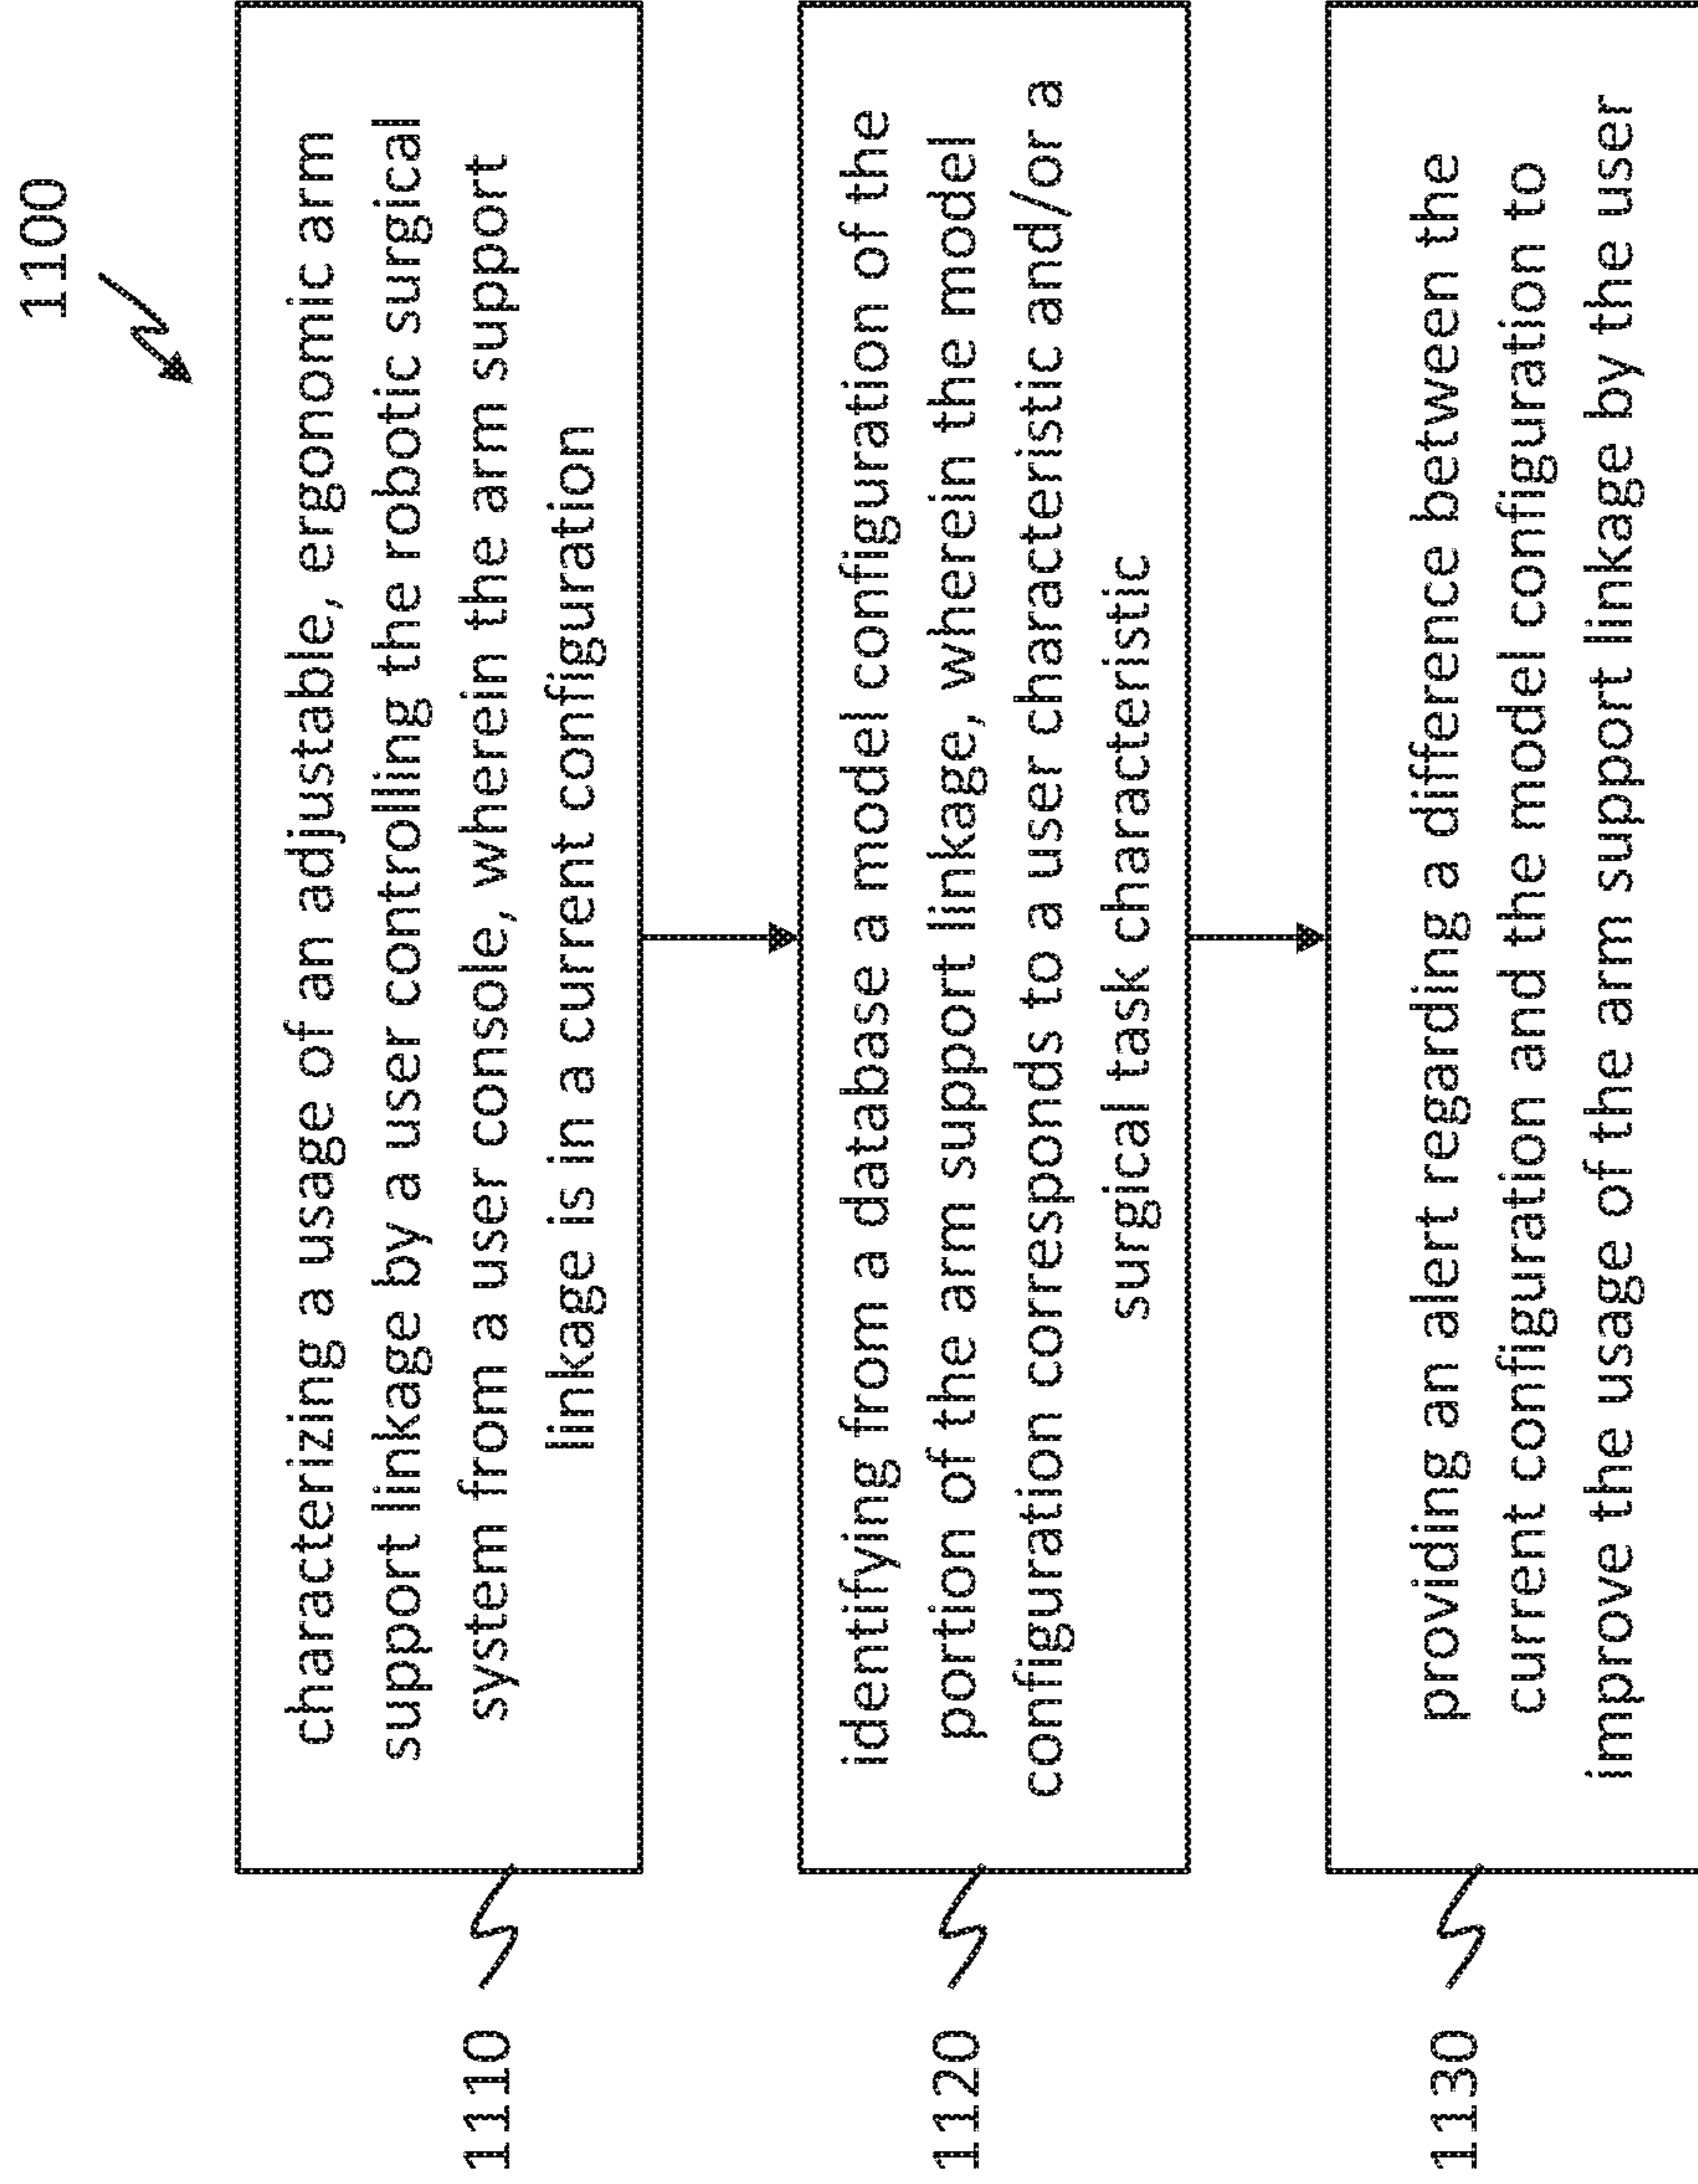 1100
1110
characterizing a usage of an adjustable, ergonomic arm
support linkage by a user controlling the robotic surgical
system from a user console, wherein the arm support
linkage is in a current configuration
1120
identifying from a database a model configuration of the
portion of the arm support linkage, wherein the model
configuration corresponds to a user characteristic and/or a
surgical task characteristic
1130
providing an alert regarding a difference between the
current configuration and the model configuration to
improve the usage of the arm support linkage by the user